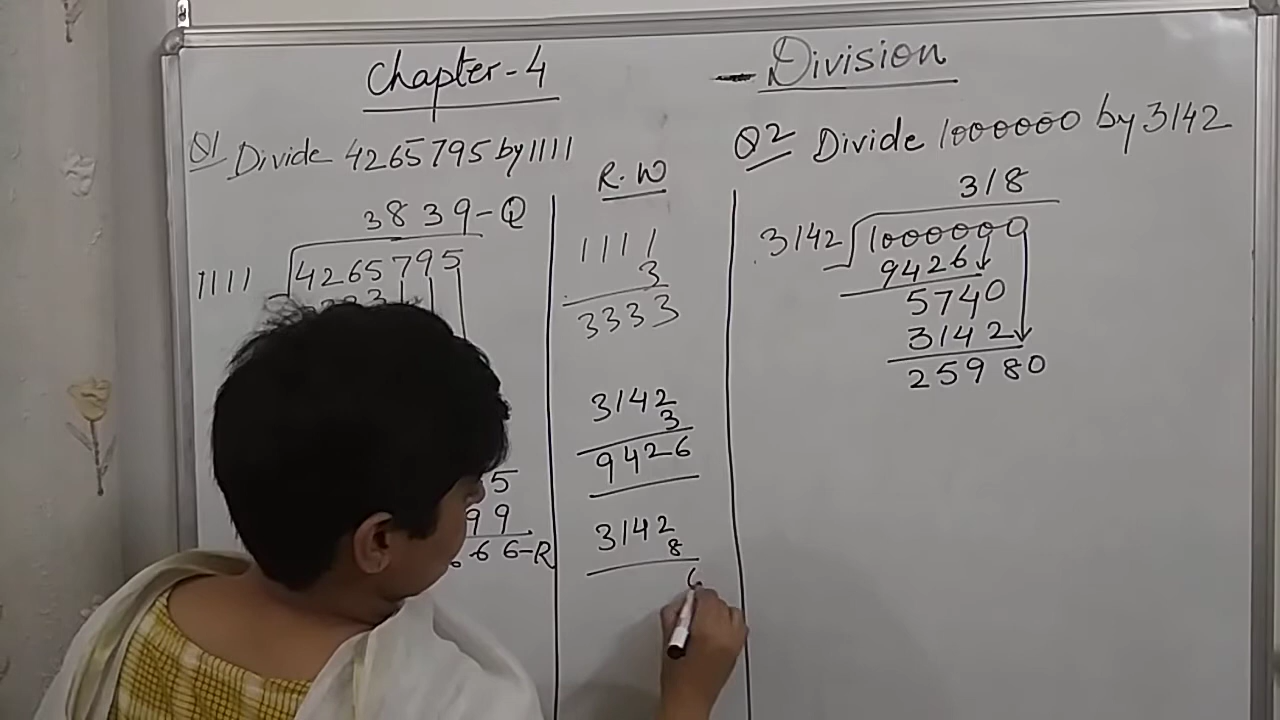 Chapter-4
- Division
Q1 Divide 4265795 by 1111
3839-Q
1111 4265795
5
99
66-R
R.W
1111
3
3333
3142
3
9426
3142
8
6
Q2 Divide 1000000 by 3142
318
3142 1000000
9426
5740
3142
25980